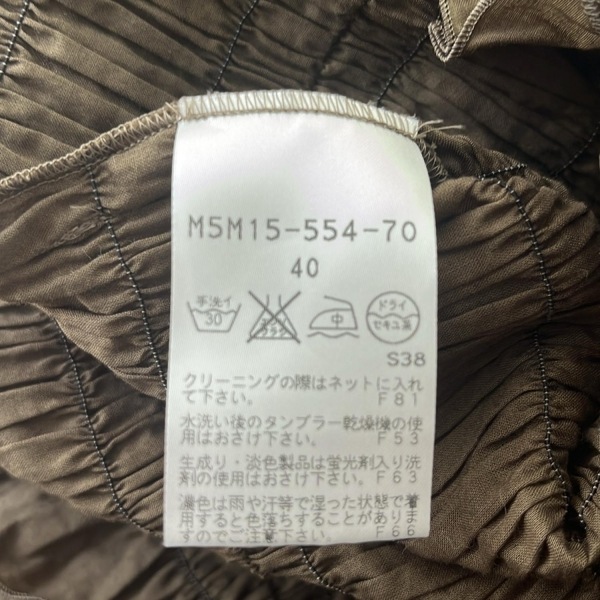 M5M15-554-70
40
手洗イ
30
エンソ
サラシ
中
ドライ
セキユ系
S38
クリーニングの際はネットに入れ
て下さい。 F81
水洗い後のタンブラー乾燥機の使
用はおさけ下さい。 F53
生成り・淡色製品は蛍光剤入り洗
剤の使用はおさけ下さい。 F63
濃色は雨や汗等で湿った状態で着
用すると色落ちすることがありま
すのでご注意下さい。 F66